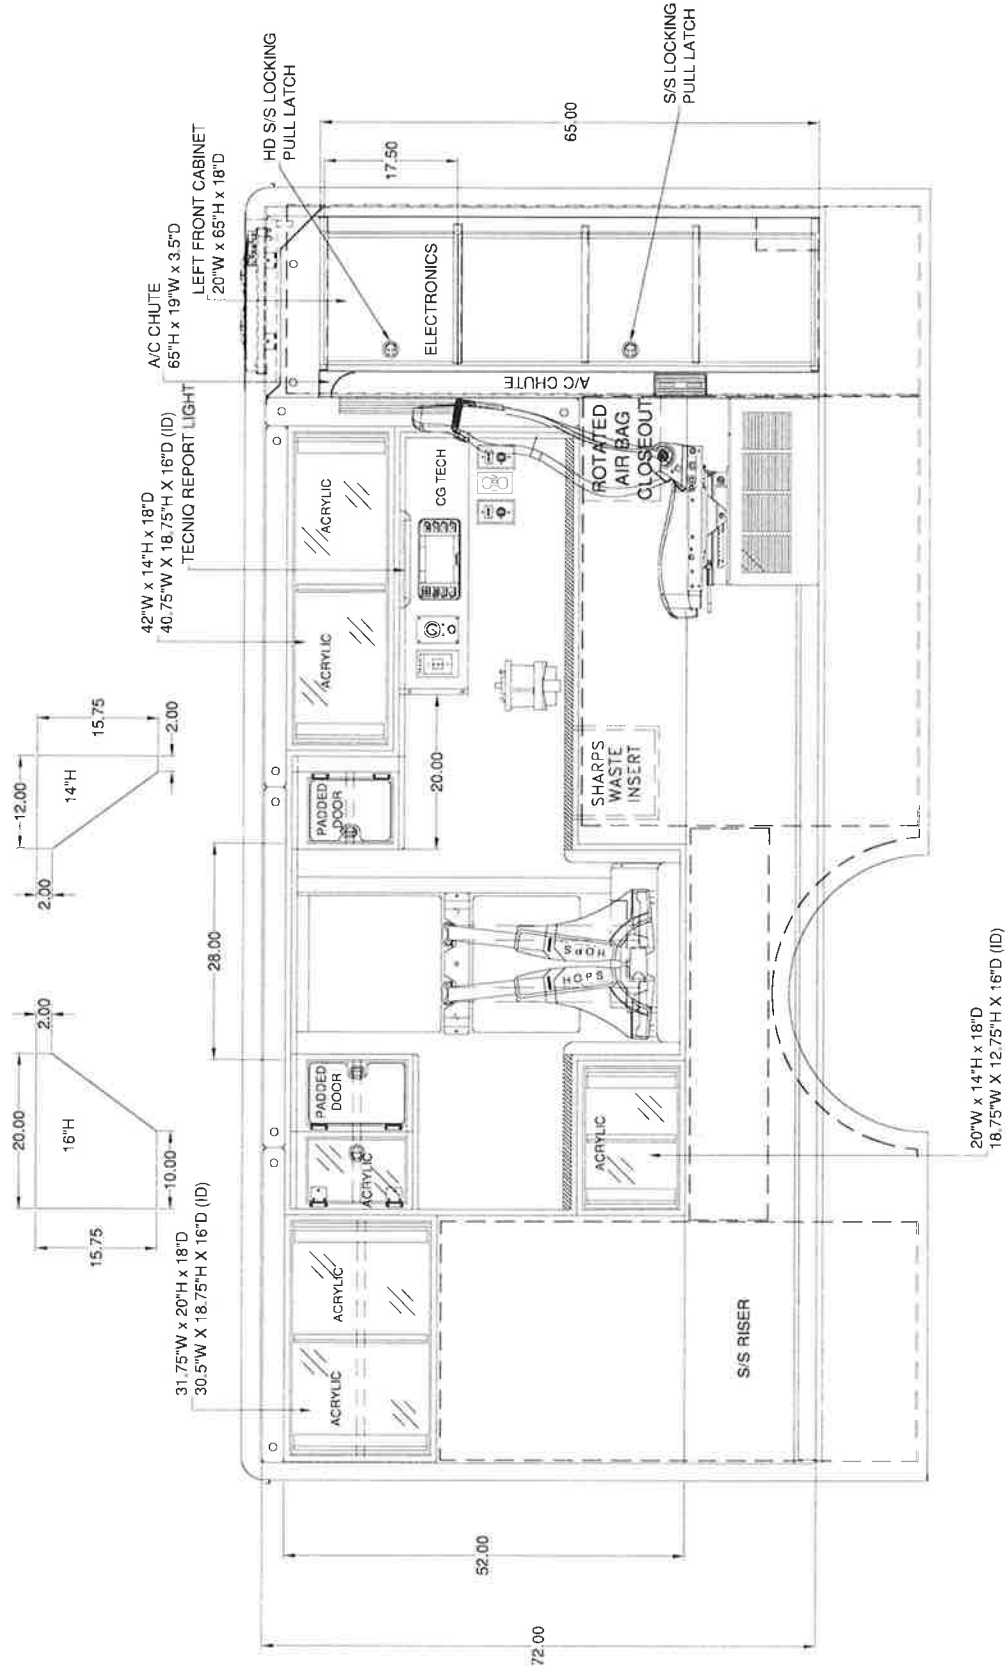 15.75
20.00
16"H
10.00
2.00
2.00
12.00
14"H
15.75
2.00
31.75"W x 20"H x 18"D
30.5"W X 18.75"H X 16"D (ID)
28.00
42"W x 14"H x 18"D
40.75"W X 18.75"H X 16"D (ID)
TECNIQ REPORT LIGHT
A/C CHUTE
65"H x 19"W x 3.5"D
LEFT FRONT CABINET
20"W x 65"H x 18"D
HD S/S LOCKING
PULL LATCH
ACRYLIC
ACRYLIC
ACRYLIC
PADDED
DOOR
PADDED
DOOR
ACRYLIC
ACRYLIC
17.50
ELECTRONICS
CG TECH
20.00
A/C CHUTE
HOPS
HOPS
ACRYLIC
SHARPS
WASTE
INSERT
ROTATED
AIR BAG
CLOSEOUT
65.00
S/S LOCKING
PULL LATCH
S/S RISER
52.00
72.00
20"W x 14"H x 18"D
18.75"W X 12.75"H X 16"D (ID)